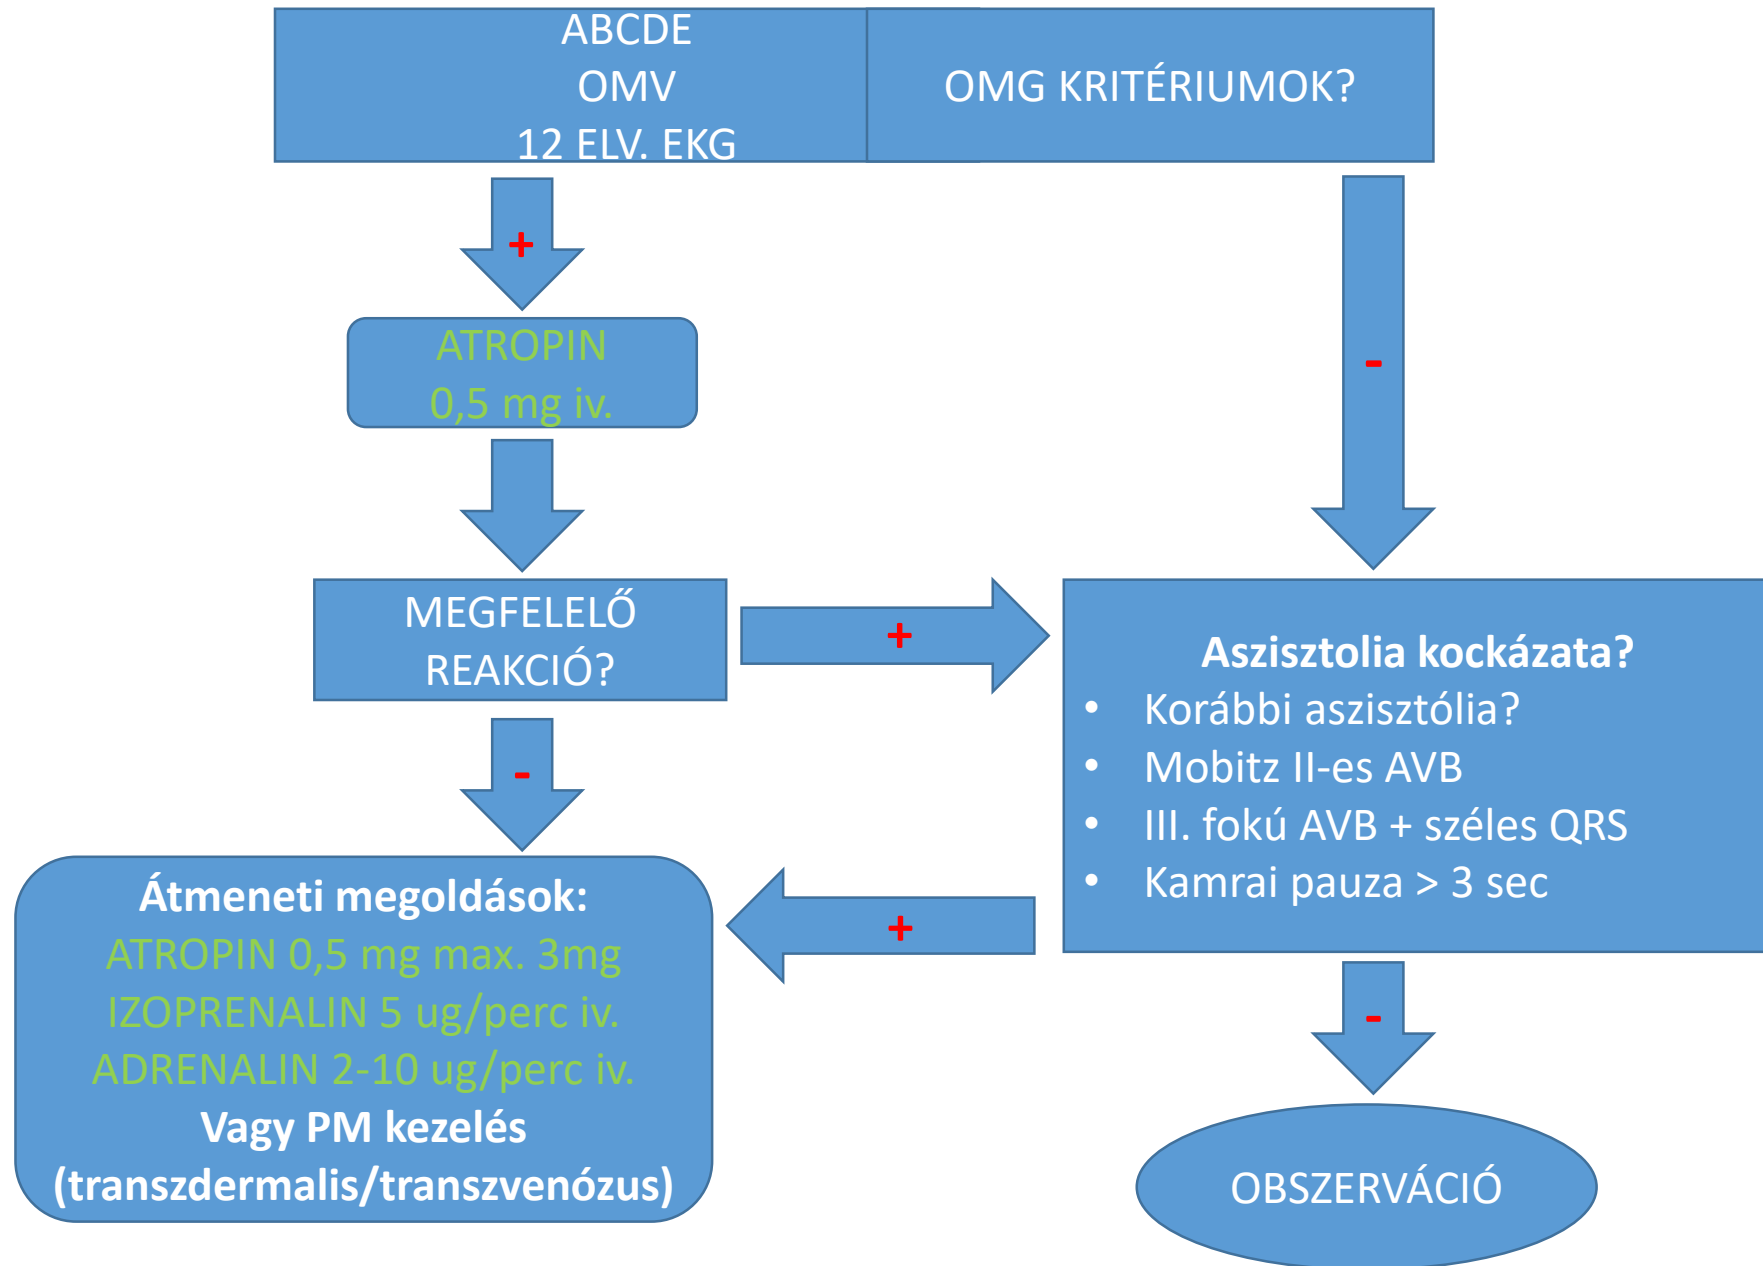 ABCDE
OMV
12 ELV. EKG
OMG KRITÉRIUMOK?
+
-
ATROPIN
0,5 mg iv.
MEGFELELŐ
REAKCIÓ?
+
-
Aszisztolia kockázata?
• Korábbi aszisztólia?
• Mobitz II-es AVB
• III. fokú AVB + széles QRS
• Kamrai pauza > 3 sec
+
-
Átmeneti megoldások:
ATROPIN 0,5 mg max. 3mg
IZOPRENALIN 5 ug/perc iv.
ADRENALIN 2-10 ug/perc iv.
Vagy PM kezelés
(transzdermalis/transzvenózus)
OBSZERVÁCIÓ